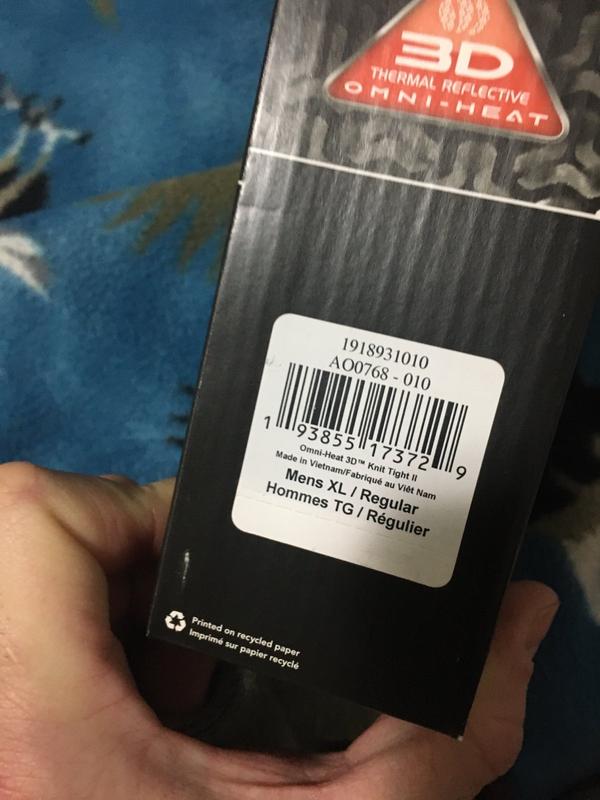 3D
THERMAL REFLECTIVE
OMNI-HEAT
1918931010
AO0768 - 010
1 93855 17372 9
Omni-Heat 3D™ Knit Tight II
Made in Vietnam/Fabriqué au Viêt Nam
Mens XL / Regular
Hommes TG / Régulier
Printed on recycled paper
Imprimé sur papier recyclé